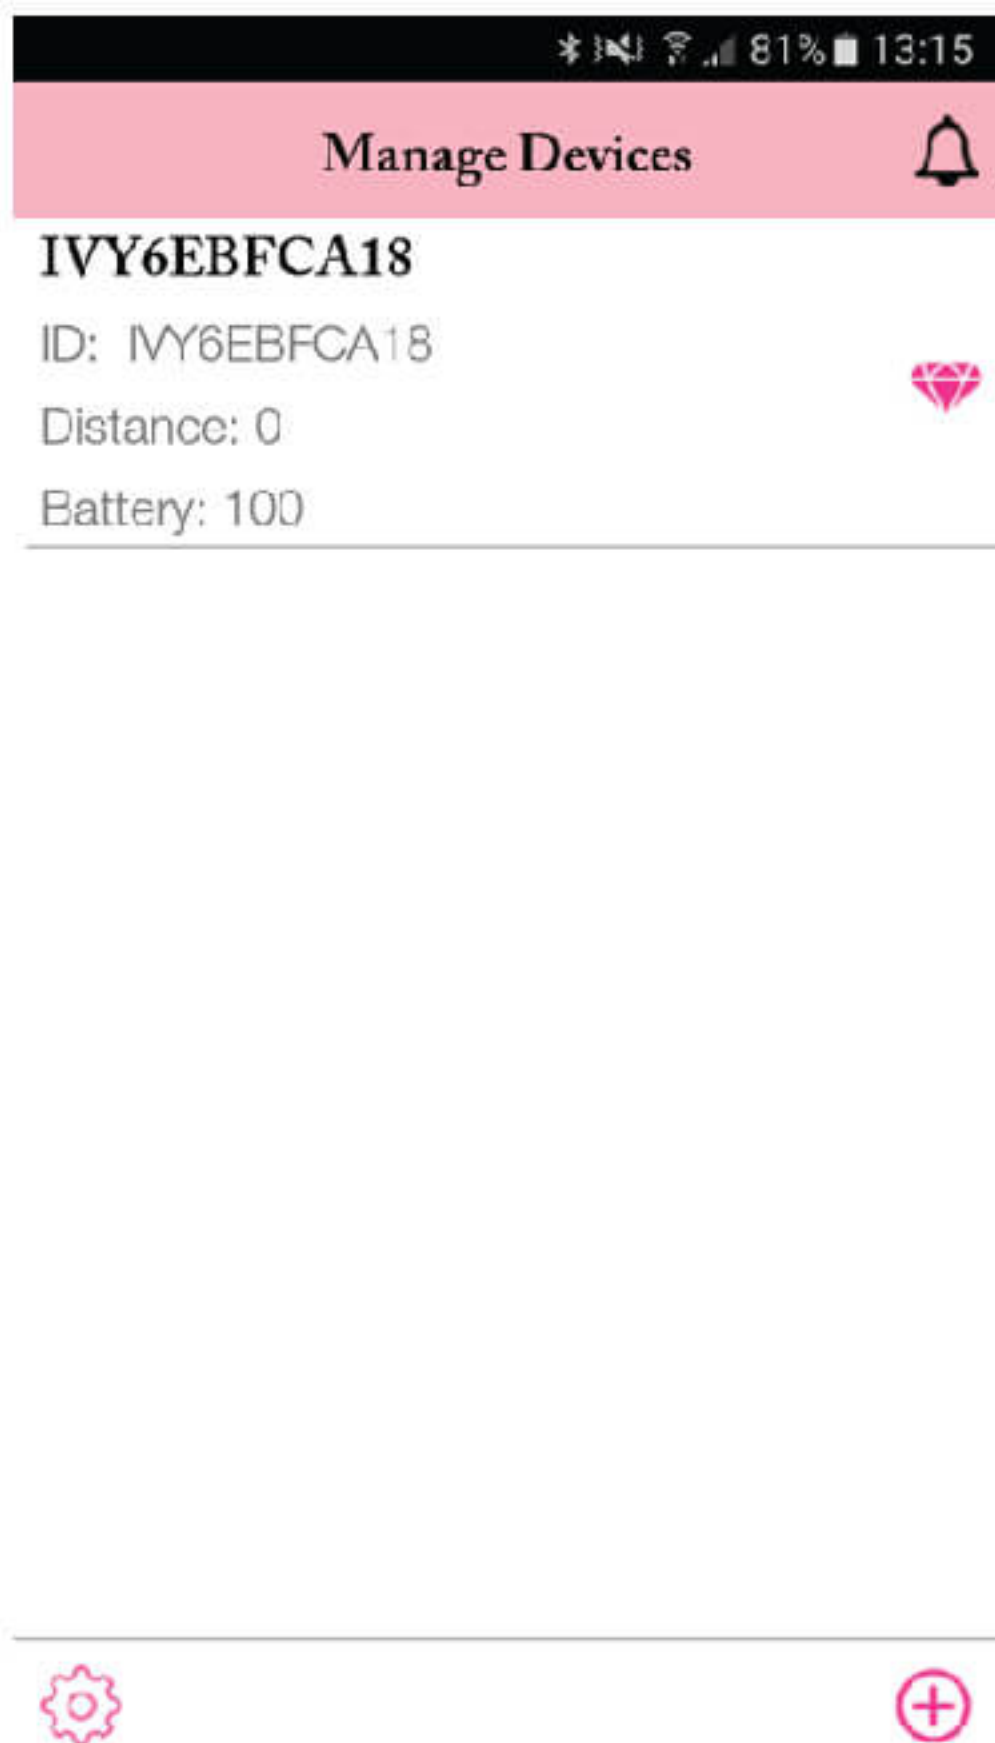 81% 13:15
Manage Devices
IVY6EBFCA18
ID: IVY6EBFCA18
Distance: 0
Battery: 100